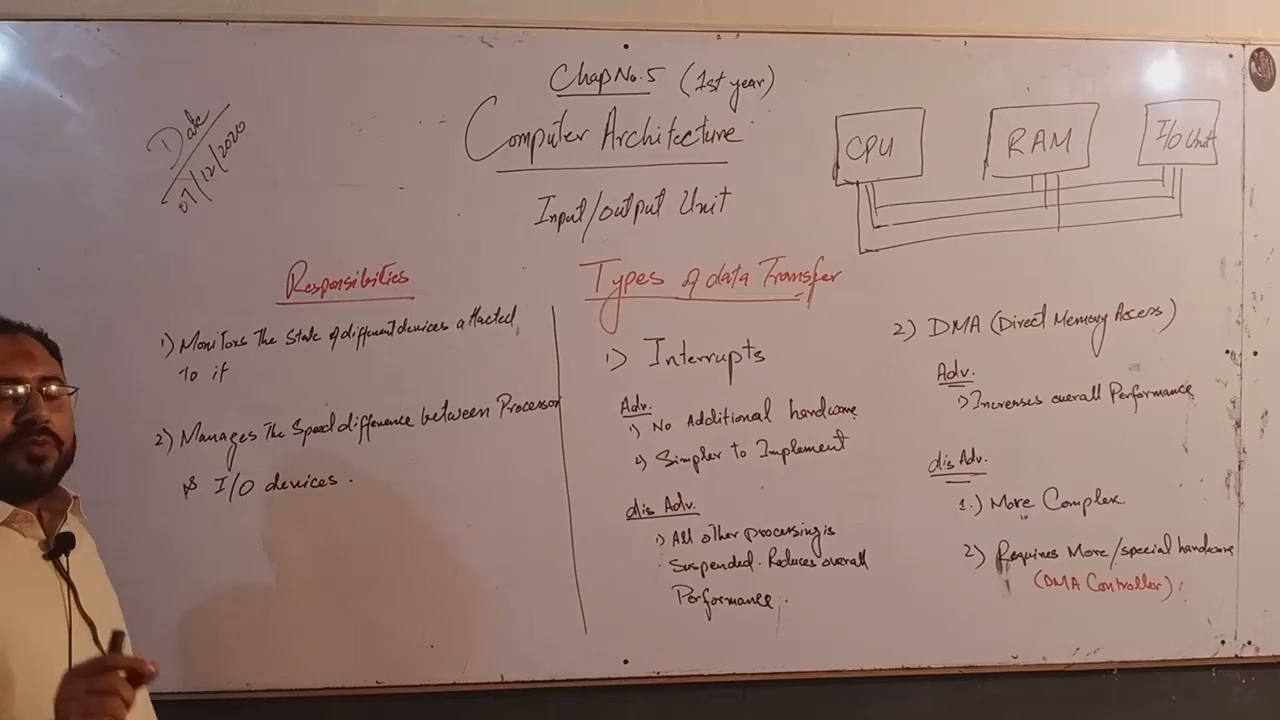 Chap No. 5 (1st year)
Computer Architecture
Input/output Unit
Date
07/12/2020
CPU
RAM
I/O Unit
Responsibities
1) Monitors The State of different devices attacted
To it
2) Manages The Speed difference between Processor
& I/O devices.
Types of data Transfer
1) Interrupts
Adv.
1) No Additional hardware
2) Simpler to Implement
dis Adv.
1) All other processing is
suspended. Reduces overall
Performance.
2) DMA (Direct Memory Access)
Adv.
1) Increses overall Performance
dis Adv.
1.) More Complex.
2) Requires More/special hardware
(DMA Controller).